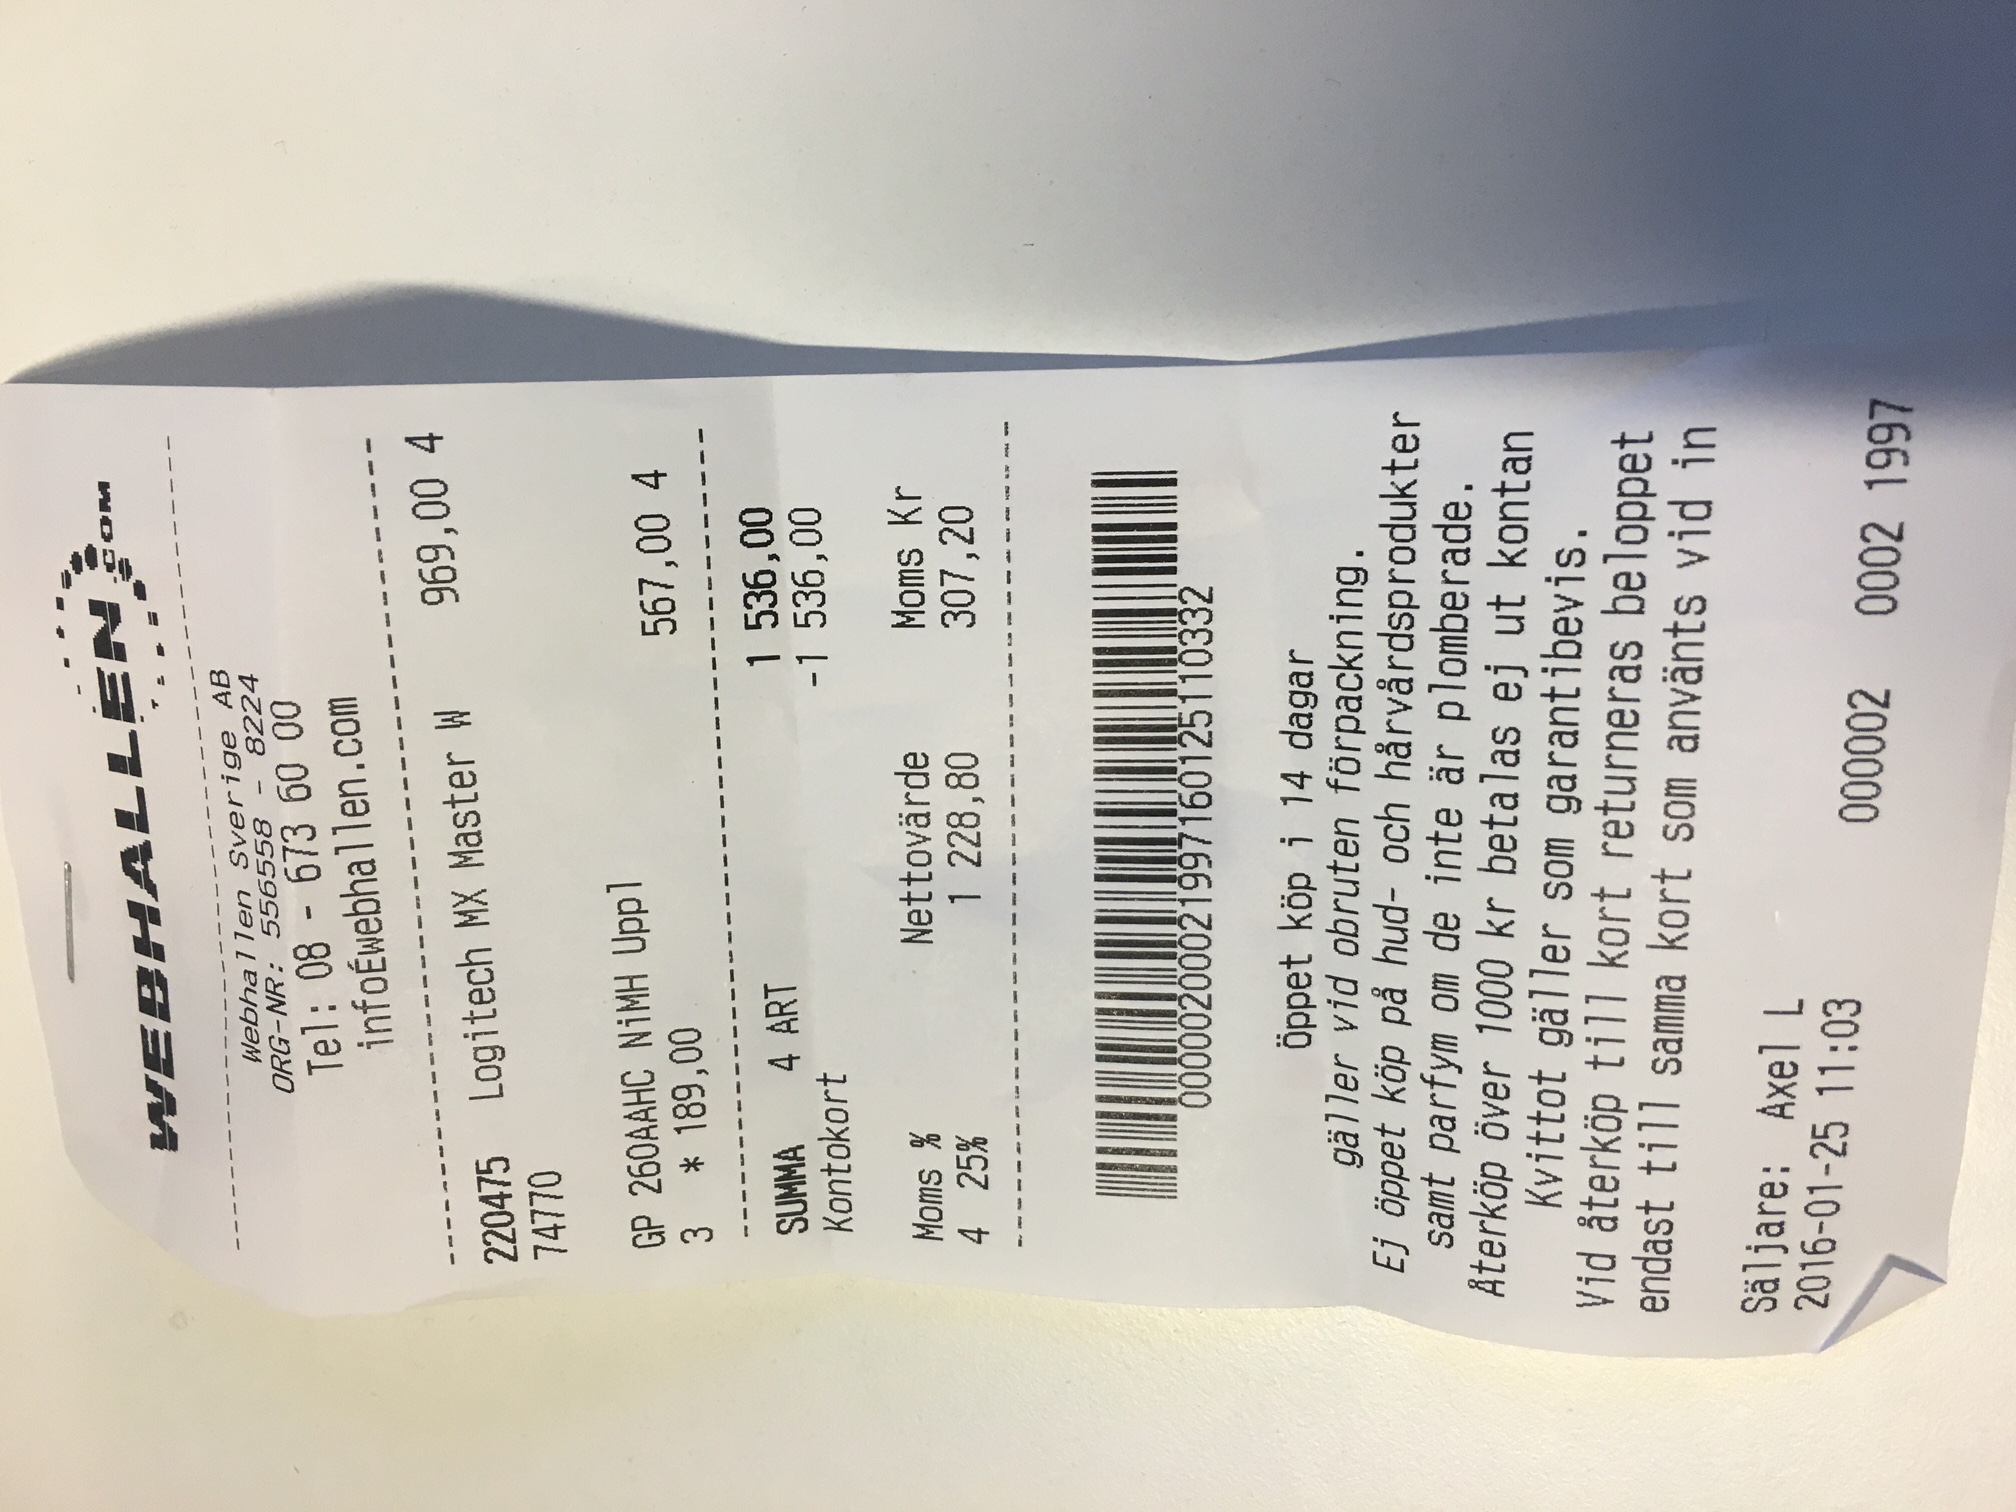 WEBHALLEN.COM
Webhallen Sverige AB
ORG-NR: 556558 - 8224
Tel: 08 - 673 60 00
infoÉwebhallen.com
220475 Logitech MX Master W 969,00 4
74770
GP 260AAHC NiMH Uppl
3 * 189,00 567,00 4
SUMMA 4 ART 1 536,00
Kontokort -1 536,00
Moms % Nettovärde Moms Kr
4 25% 1 228,80 307,20
000002000219971601251​10332
Öppet köp i 14 dagar
gäller vid obruten förpackning.
Ej öppet köp på hud- och hårvårdsprodukter
samt parfym om de inte är plomberade.
Återköp över 1000 kr betalas ej ut kontan
Kvittot gäller som garantibevis.
Vid återköp till kort returneras beloppet
endast till samma kort som använts vid in
Säljare: Axel L
2016-01-25 11:03 000002 0002 1997